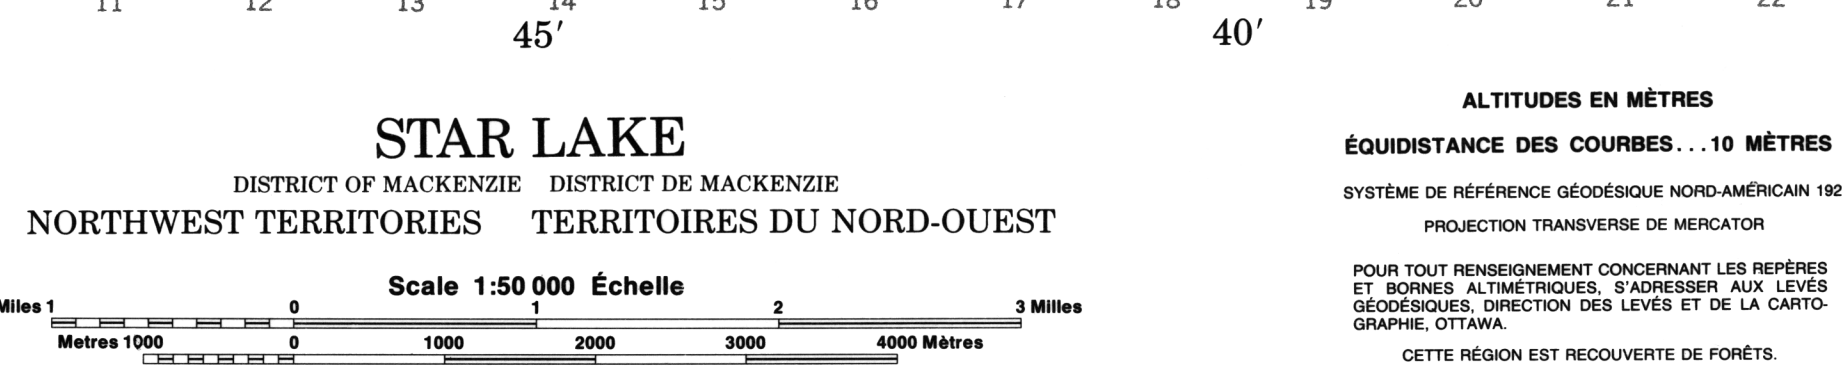 11 12 13 14 15 16 17 18 19 20 21 22
45′ 40′
STAR LAKE
DISTRICT OF MACKENZIE DISTRICT DE MACKENZIE
NORTHWEST TERRITORIES TERRITOIRES DU NORD-OUEST
Scale 1:50 000 Échelle
Miles 1 0 1 2 3 Milles
Metres 1000 0 1000 2000 3000 4000 Mètres
ALTITUDES EN MÈTRES
ÉQUIDISTANCE DES COURBES...10 MÈTRES
SYSTÈME DE RÉFÉRENCE GÉODÉSIQUE NORD-AMÉRICAIN 192
PROJECTION TRANSVERSE DE MERCATOR
POUR TOUT RENSEIGNEMENT CONCERNANT LES REPÈRES
ET BORNES ALTIMÉTRIQUES, S'ADRESSER AUX LEVÉS
GÉODÉSIQUES, DIRECTION DES LEVÉS ET DE LA CARTO-
GRAPHIE, OTTAWA.
CETTE RÉGION EST RECOUVERTE DE FORÊTS.